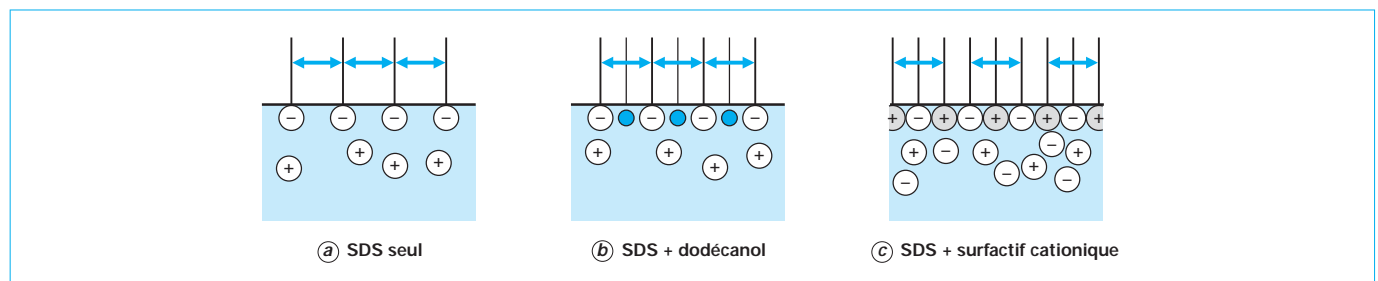 ⓐ SDS seul
ⓑ SDS + dodécanol
ⓒ SDS + surfactif cationique